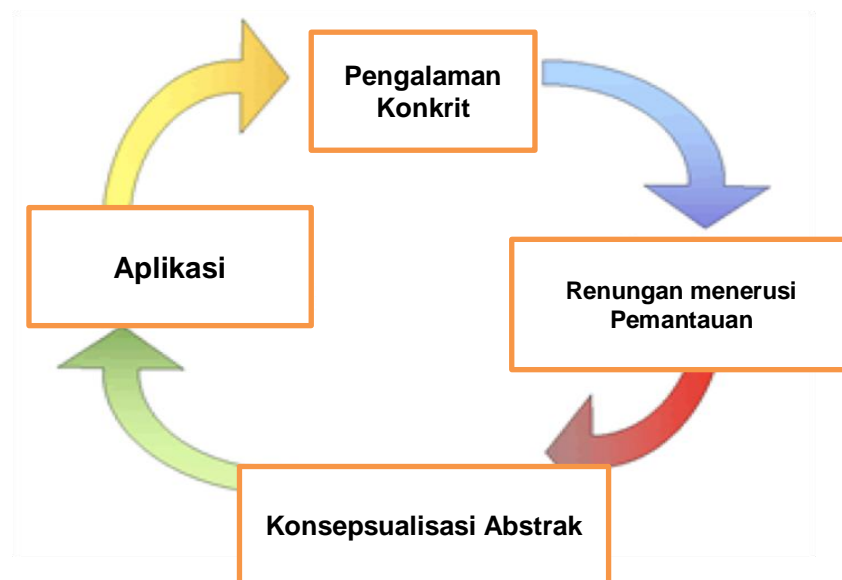 Pengalaman
Konkrit
Renungan menerusi
Pemantauan
Konsepsualisasi Abstrak
Aplikasi